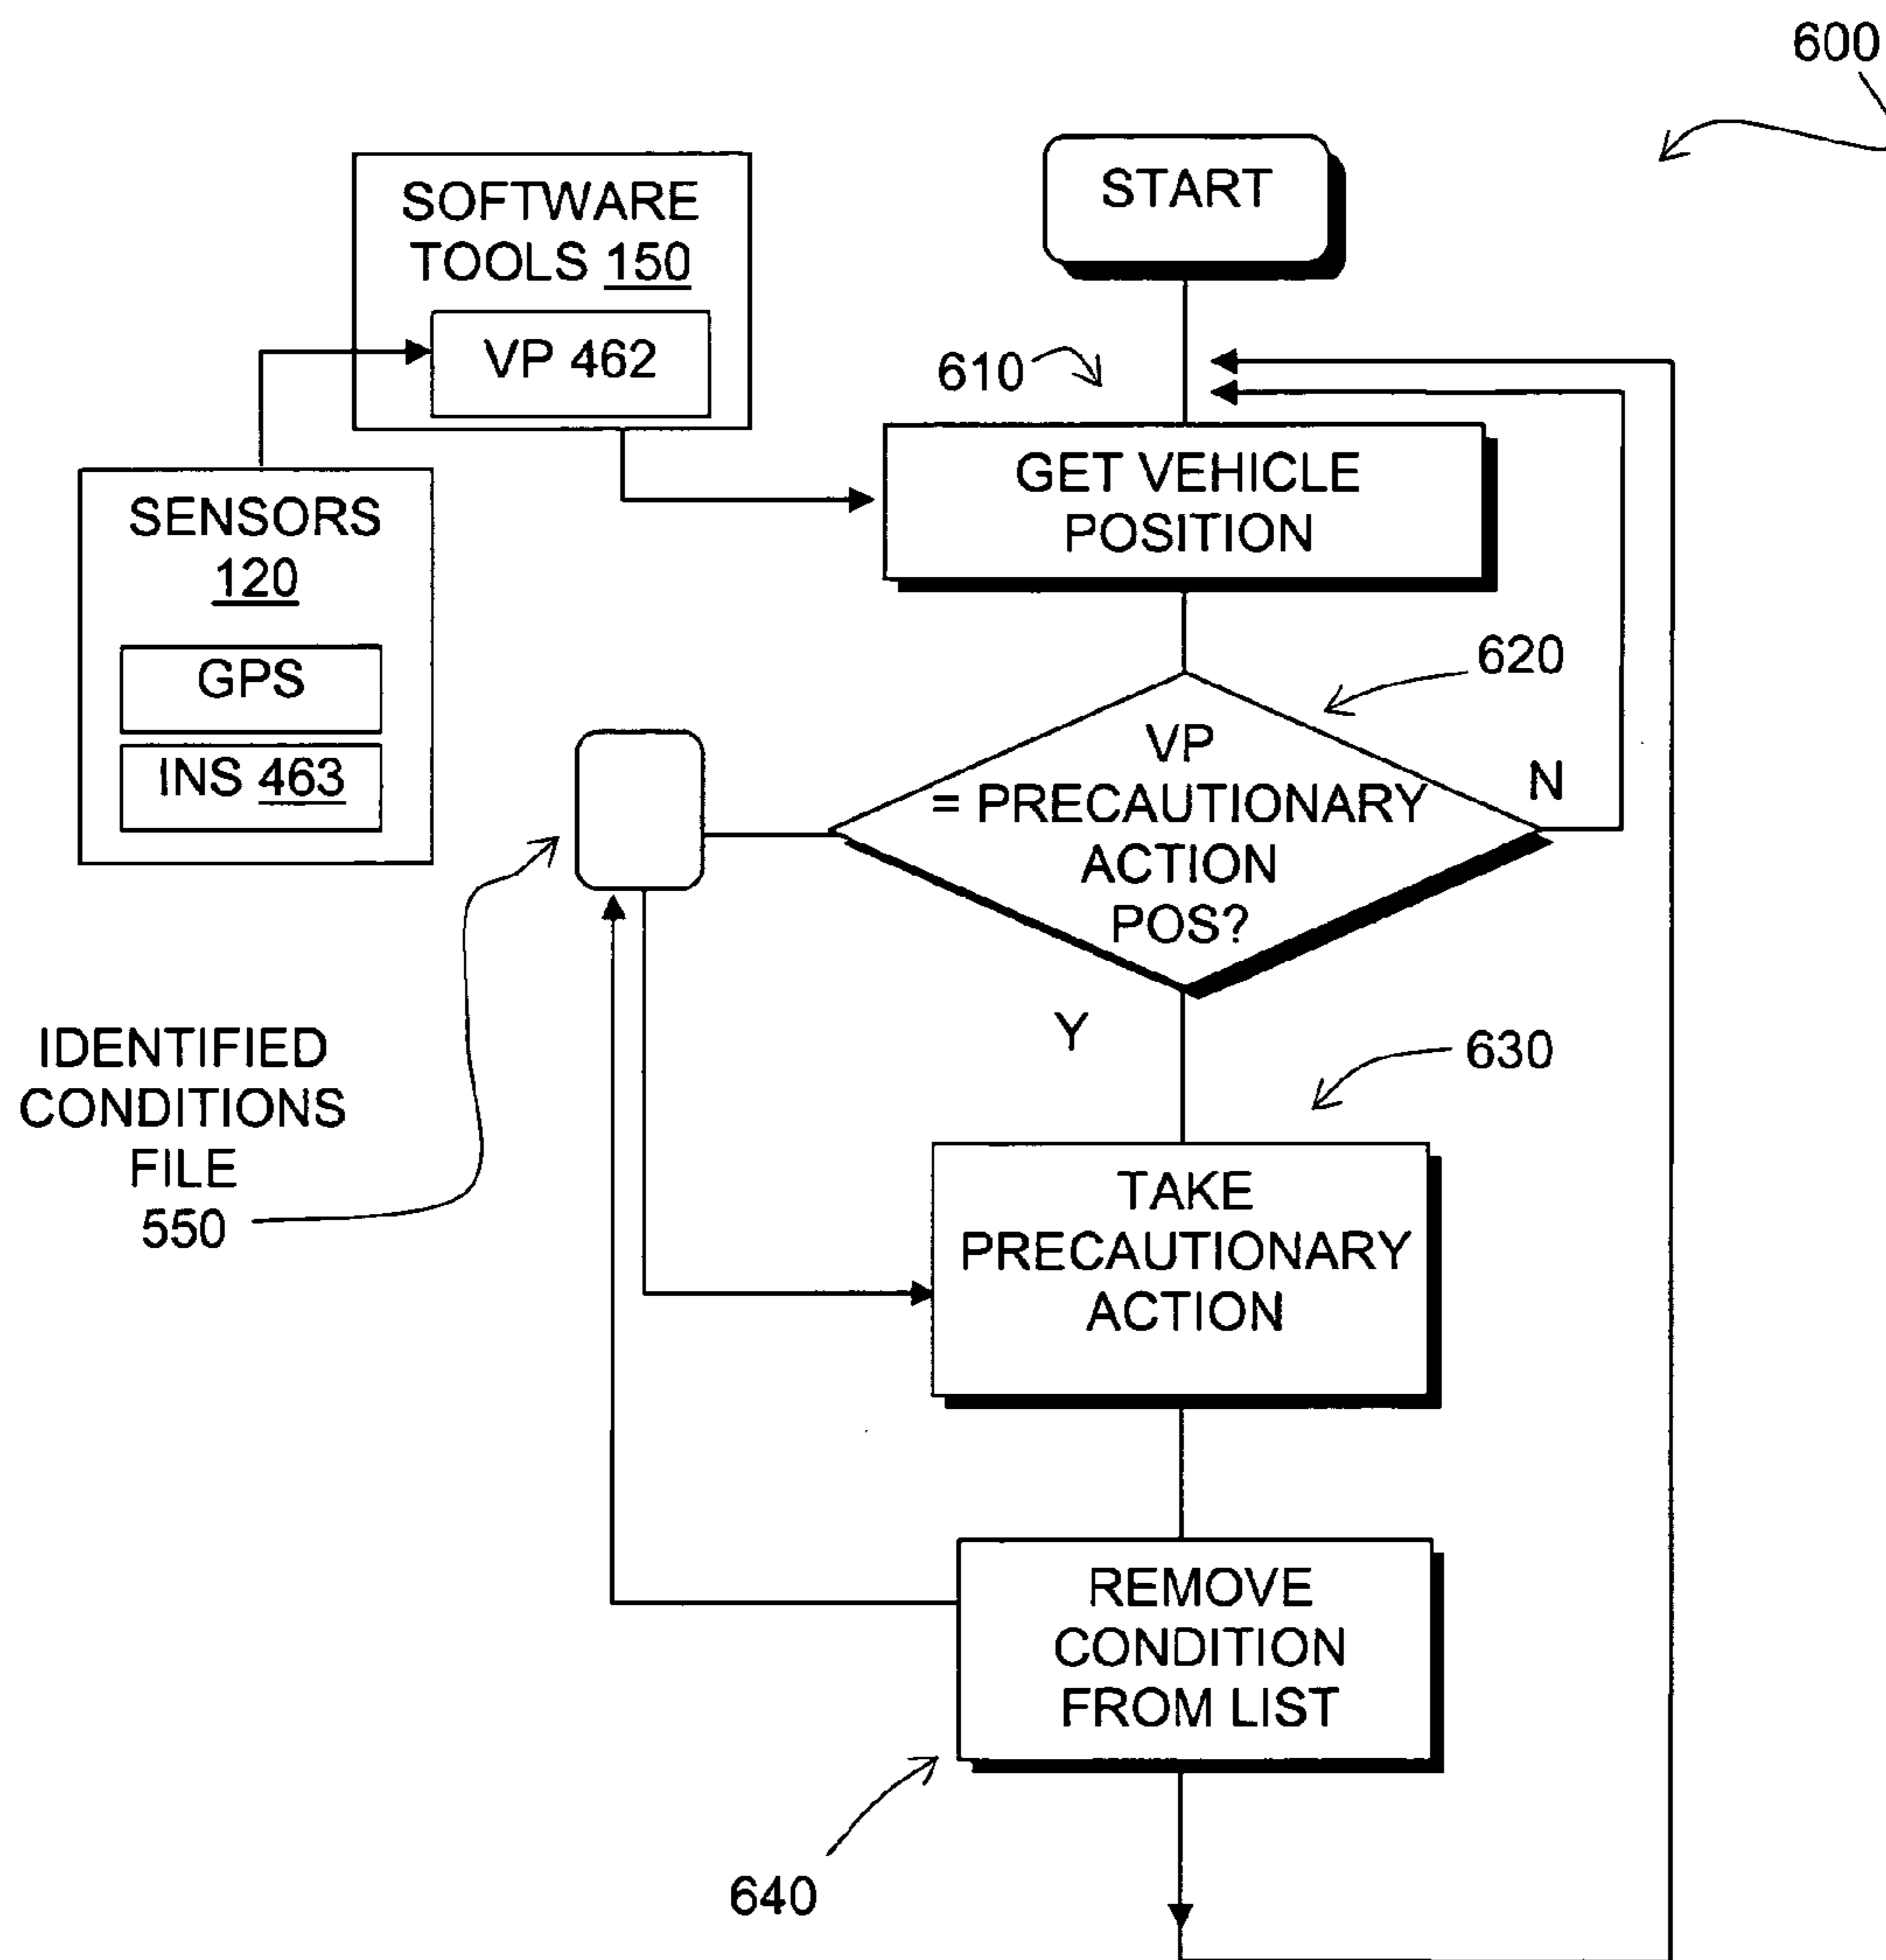 600
START
SOFTWARE
TOOLS 150
VP 462
610
GET VEHICLE
POSITION
SENSORS
120
GPS
INS 463
620
VP
= PRECAUTIONARY
ACTION
POS?
N
Y
IDENTIFIED
CONDITIONS
FILE
550
630
TAKE
PRECAUTIONARY
ACTION
REMOVE
CONDITION
FROM LIST
640